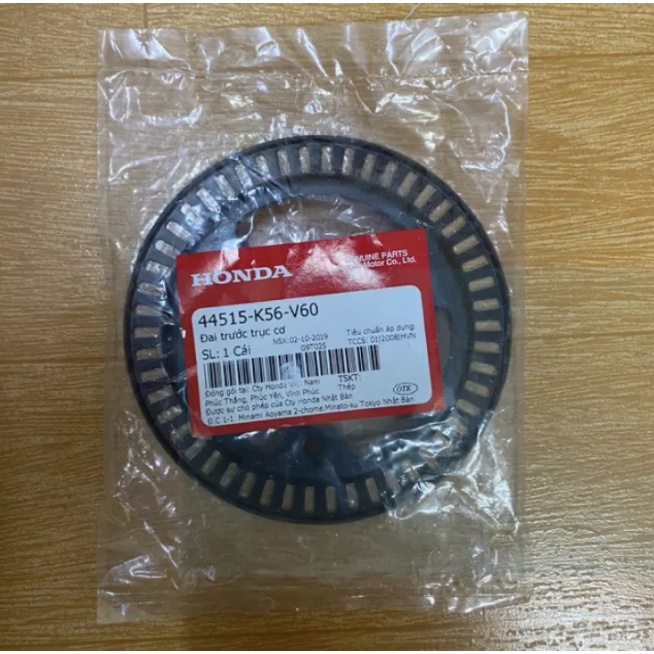 HONDA
GENUINE PARTS
Motor Co., Ltd.
44515-K56-V60
Đai trước trục cơ
NSX: 02-10-2019
Tiêu chuẩn áp dụng:
SL: 1 Cái
G9T025
TCCS: 01|2008|HVN
Đóng gói tại: Cty Honda Việt Nam
TSKT:
Phúc Thắng, Phúc Yên, Vĩnh Phúc
Thép
OTK
Được sự cho phép của Cty Honda Nhật Bản
Đ.C 1-1, Minami Aoyama 2-chome,Minato-ku Tokyo Nhật Bản